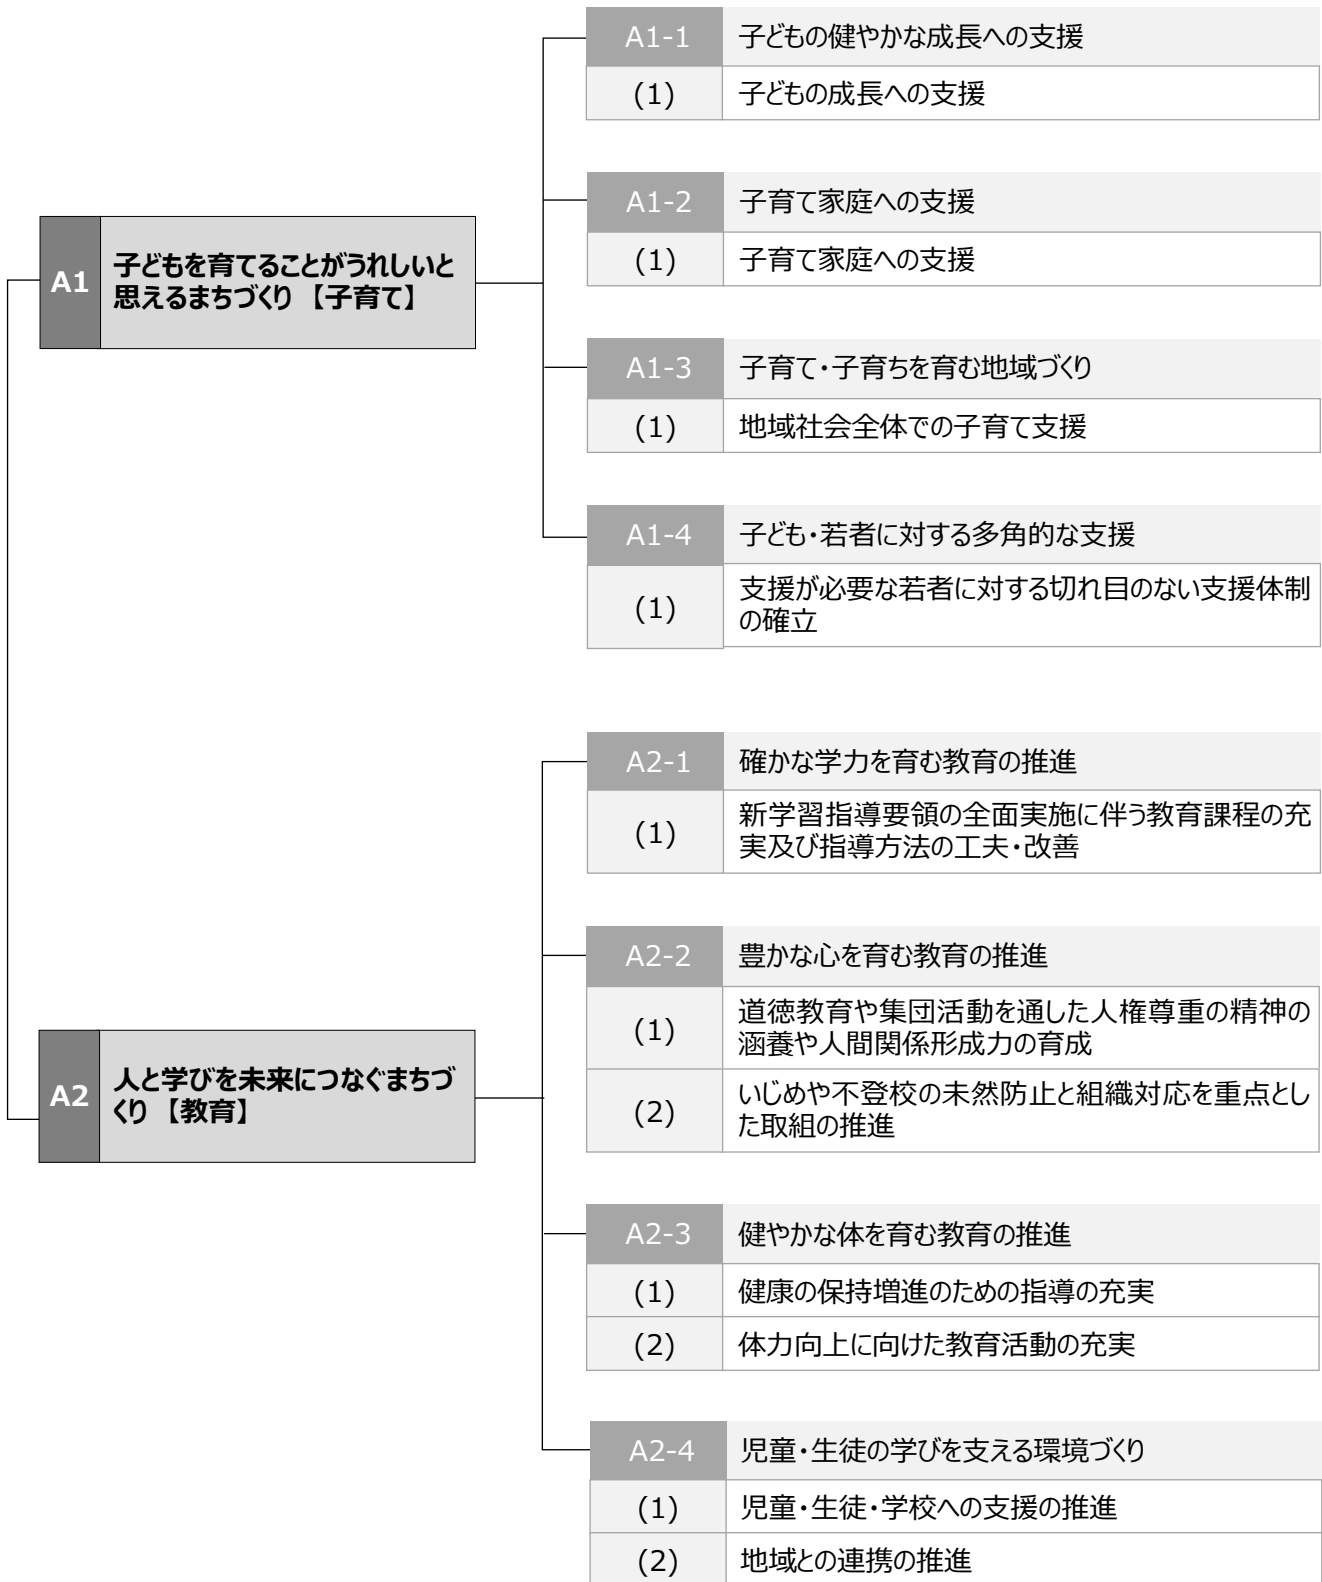 A1-1 子どもの健やかな成長への支援
(1) 子どもの成長への支援
A1-2 子育て家庭への支援
(1) 子育て家庭への支援
A1 子どもを育てることがうれしいと
思えるまちづくり 【子育て】
A1-3 子育て・子育ちを育む地域づくり
(1) 地域社会全体での子育て支援
A1-4 子ども・若者に対する多角的な支援
(1) 支援が必要な若者に対する切れ目のない支援体制
の確立
A2-1 確かな学力を育む教育の推進
(1) 新学習指導要領の全面実施に伴う教育課程の充
実及び指導方法の工夫・改善
A2-2 豊かな心を育む教育の推進
(1) 道徳教育や集団活動を通した人権尊重の精神の
涵養や人間関係形成力の育成
A2 人と学びを未来につなぐまちづ
くり 【教育】
(2) いじめや不登校の未然防止と組織対応を重点とし
た取組の推進
A2-3 健やかな体を育む教育の推進
(1) 健康の保持増進のための指導の充実
(2) 体力向上に向けた教育活動の充実
A2-4 児童・生徒の学びを支える環境づくり
(1) 児童・生徒・学校への支援の推進
(2) 地域との連携の推進